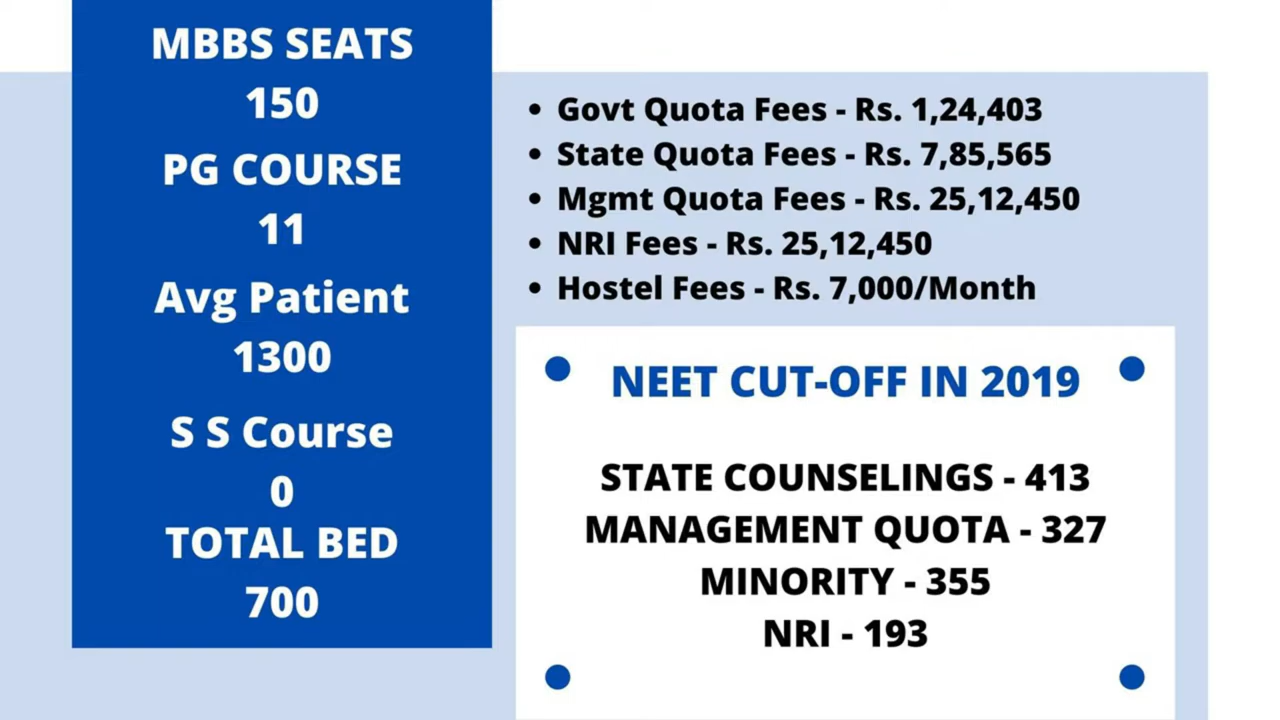 MBBS SEATS
150
PG COURSE
11
Avg Patient
1300
S S Course
0
TOTAL BED
700
• Govt Quota Fees - Rs. 1,24,403
• State Quota Fees - Rs. 7,85,565
• Mgmt Quota Fees - Rs. 25,12,450
• NRI Fees - Rs. 25,12,450
• Hostel Fees - Rs. 7,000/Month
NEET CUT-OFF IN 2019
STATE COUNSELINGS - 413
MANAGEMENT QUOTA - 327
MINORITY - 355
NRI - 193